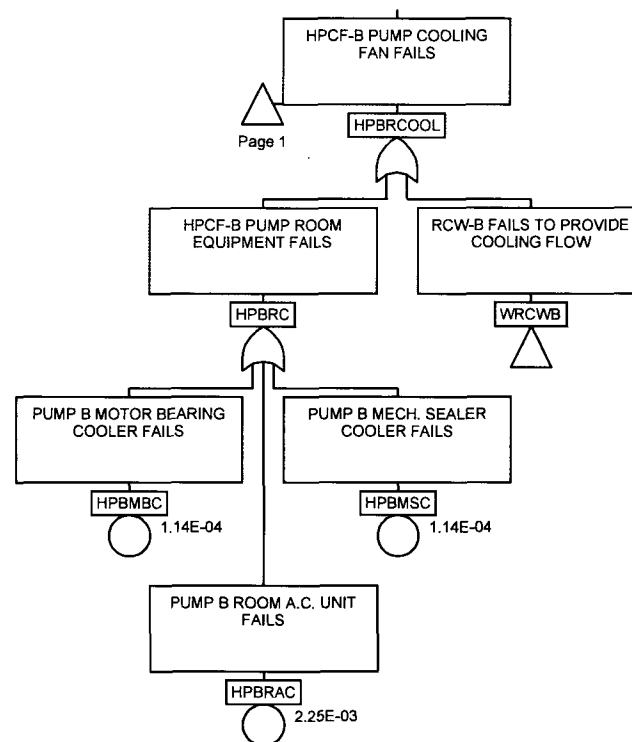 HPCF-B PUMP COOLING
FAN FAILS
Page 1
HPBRCOOL
HPCF-B PUMP ROOM
EQUIPMENT FAILS
RCW-B FAILS TO PROVIDE
COOLING FLOW
HPBRC
WRCWB
PUMP B MOTOR BEARING
COOLER FAILS
PUMP B MECH. SEALER
COOLER FAILS
HPBMBC
1.14E-04
HPBMSC
1.14E-04
PUMP B ROOM A.C. UNIT
FAILS
HPBRAC
2.25E-03